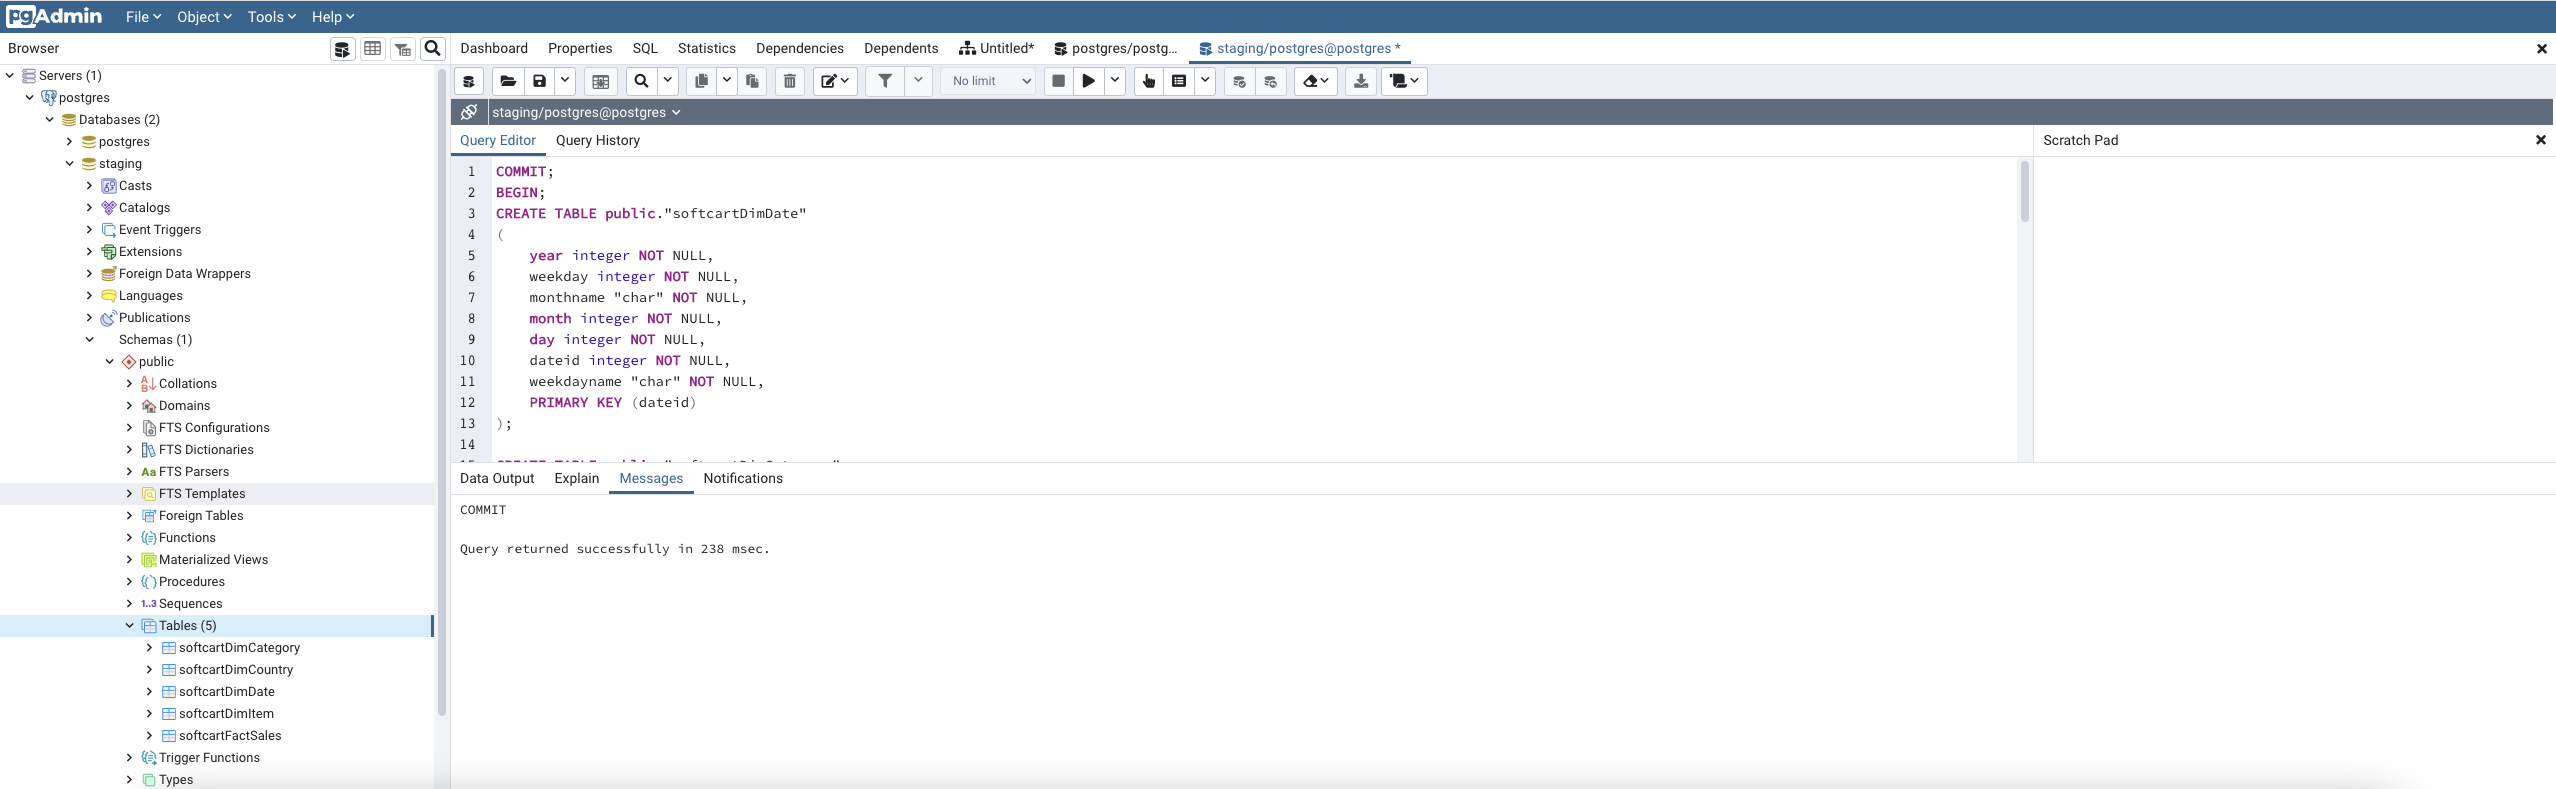 pgAdmin File Object Tools Help
Browser
Dashboard Properties SQL Statistics Dependencies Dependents Untitled* postgres/postg... staging/postgres@postgres *
Servers (1)
postgres
Databases (2)
postgres
staging
Casts
Catalogs
Event Triggers
Extensions
Foreign Data Wrappers
Languages
Publications
Schemas (1)
public
Collations
Domains
FTS Configurations
FTS Dictionaries
Aa FTS Parsers
FTS Templates
Foreign Tables
Functions
Materialized Views
Procedures
1..3 Sequences
Tables (5)
softcartDimCategory
softcartDimCountry
softcartDimDate
softcartDimItem
softcartFactSales
Trigger Functions
Types
No limit
staging/postgres@postgres
Query Editor Query History
Scratch Pad
1 COMMIT;
2 BEGIN;
3 CREATE TABLE public."softcartDimDate"
4 (
5 year integer NOT NULL,
6 weekday integer NOT NULL,
7 monthname "char" NOT NULL,
8 month integer NOT NULL,
9 day integer NOT NULL,
10 dateid integer NOT NULL,
11 weekdayname "char" NOT NULL,
12 PRIMARY KEY (dateid)
13 );
14
Data Output Explain Messages Notifications
COMMIT
Query returned successfully in 238 msec.